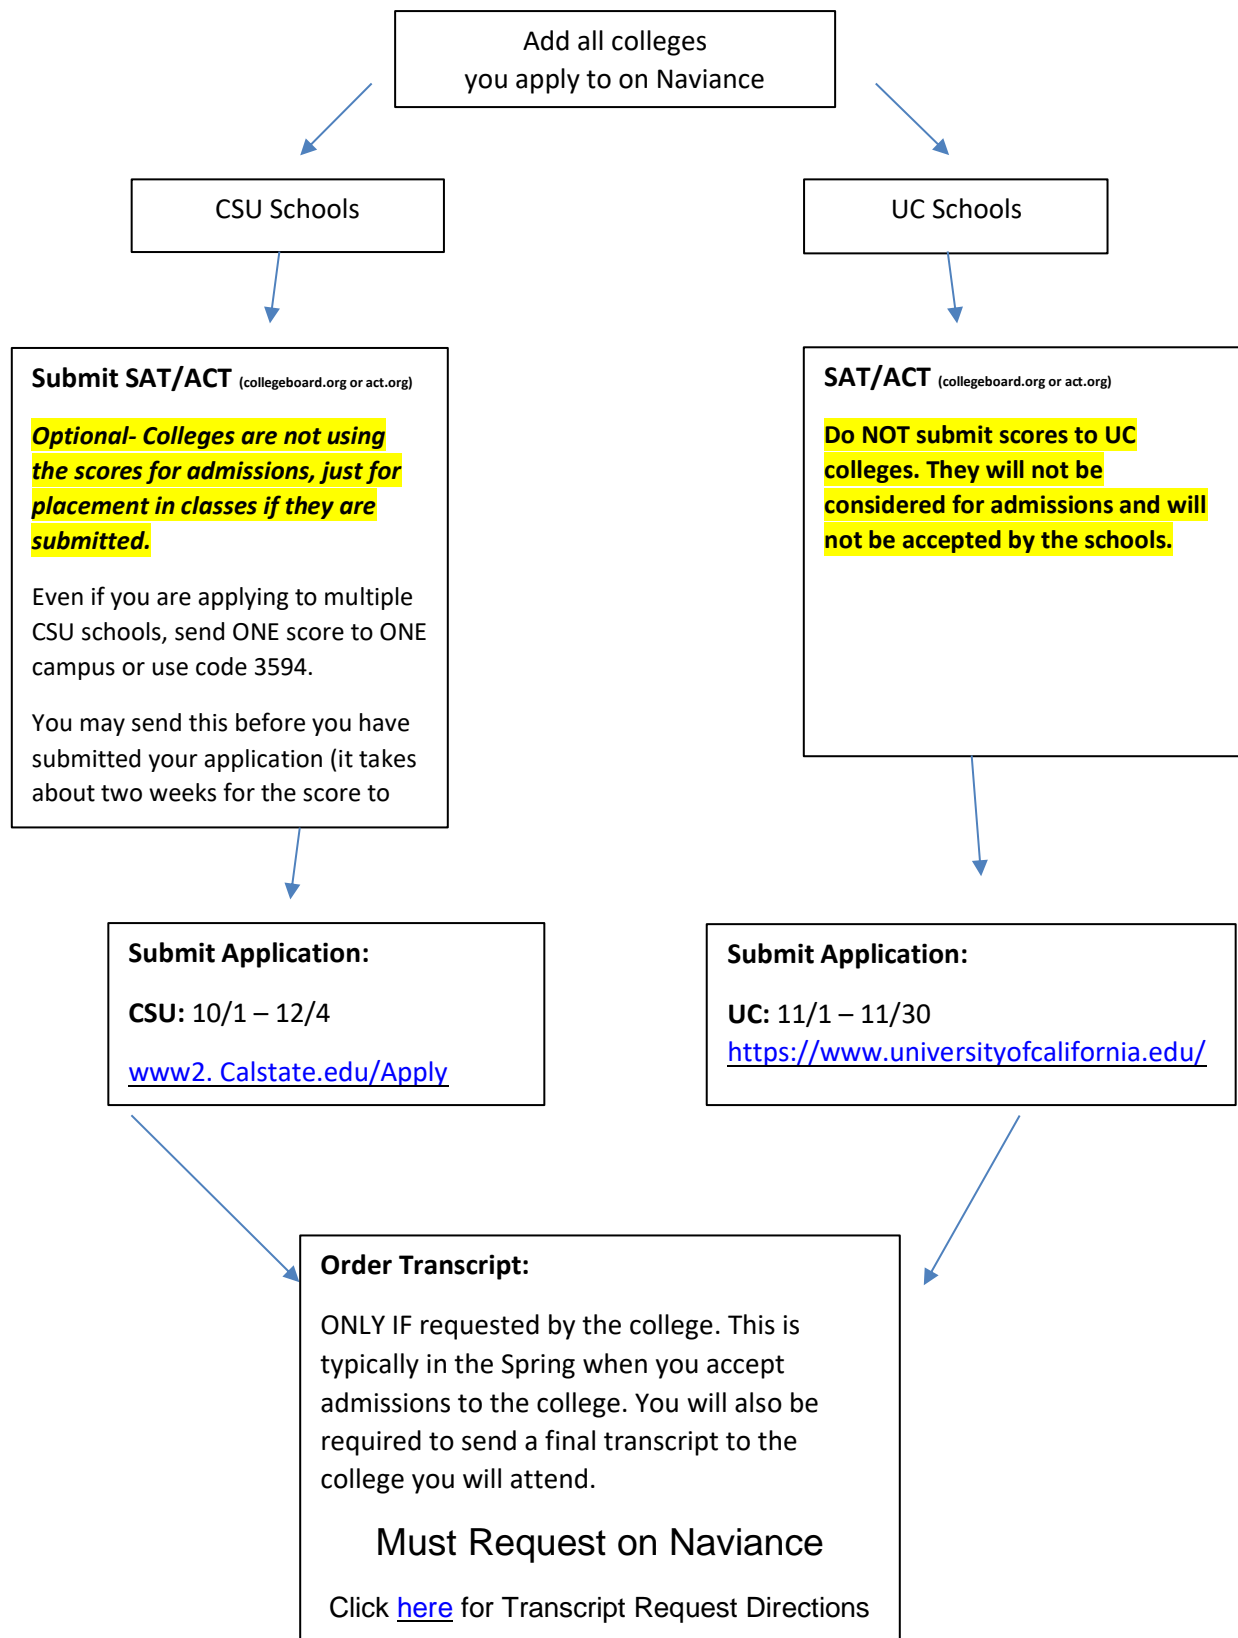 Add all colleges
you apply to on Naviance
CSU Schools
UC Schools
Submit SAT/ACT (collegeboard.org or act.org)
Optional- Colleges are not using
the scores for admissions, just for
placement in classes if they are
submitted.
Even if you are applying to multiple
CSU schools, send ONE score to ONE
campus or use code 3594.
You may send this before you have
submitted your application (it takes
about two weeks for the score to
SAT/ACT (collegeboard.org or act.org)
Do NOT submit scores to UC
colleges. They will not be
considered for admissions and will
not be accepted by the schools.
Submit Application:
CSU: 10/1 – 12/4
www2. Calstate.edu/Apply
Submit Application:
UC: 11/1 – 11/30
https://www.universityofcalifornia.edu/
Order Transcript:
ONLY IF requested by the college. This is
typically in the Spring when you accept
admissions to the college. You will also be
required to send a final transcript to the
college you will attend.
Must Request on Naviance
Click here for Transcript Request Directions